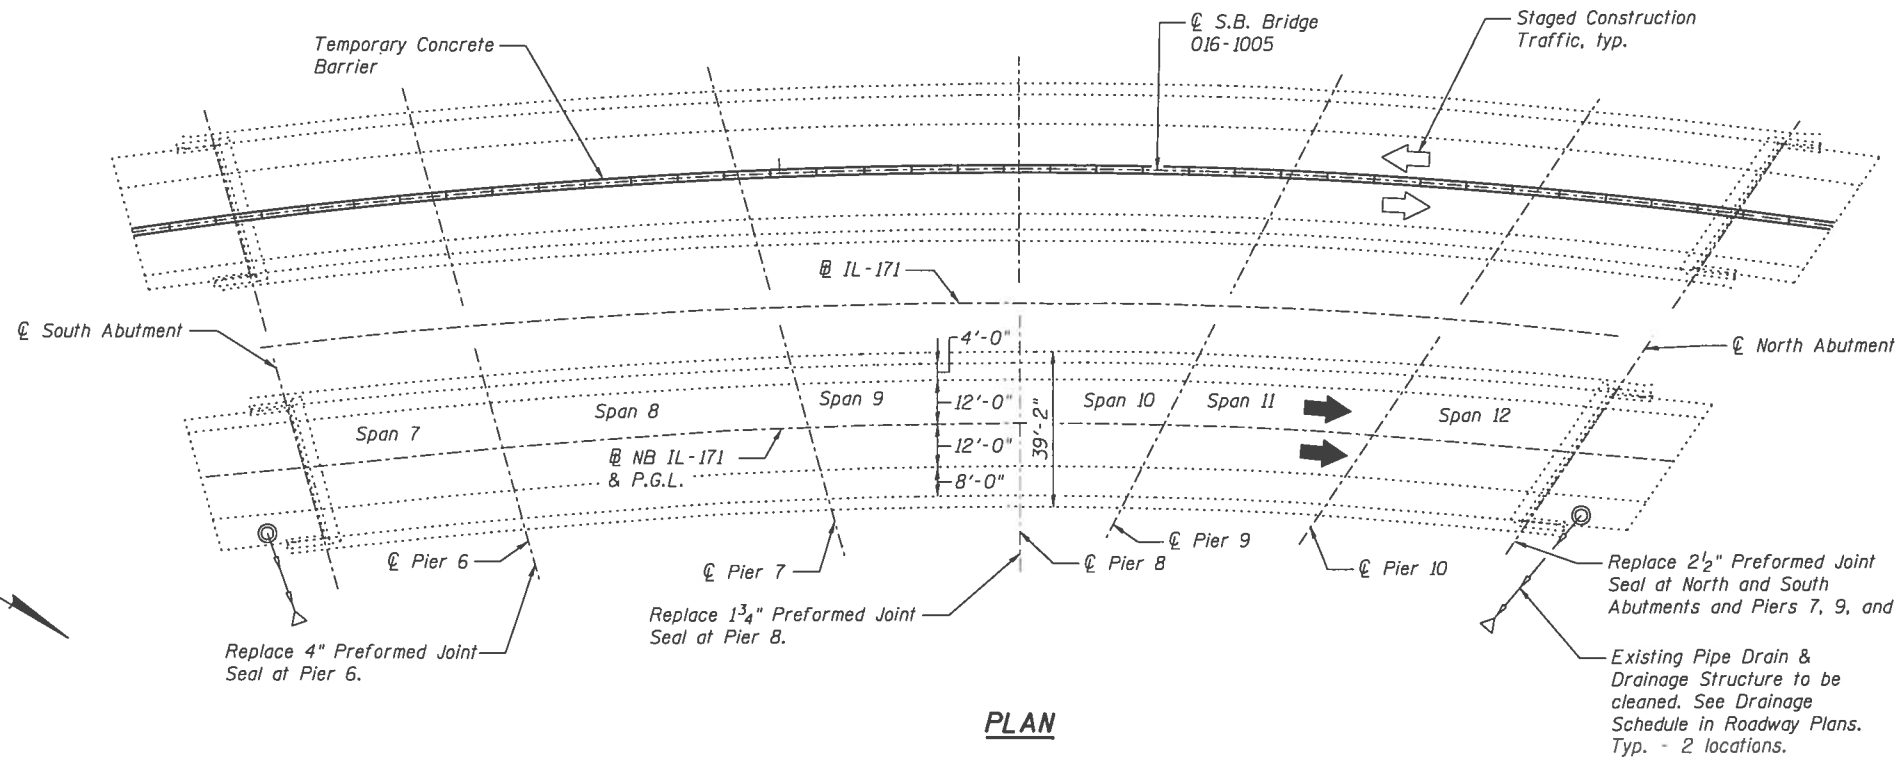 Temporary Concrete
Barrier
℄ S.B. Bridge
016-1005
Staged Construction
Traffic, typ.
℄ South Abutment
IL-171
4'-0"
℄ North Abutment
Span 7
Span 8
Span 9
12'-0"
39'-2"
Span 10
Span 11
Span 12
NB IL-171
& P.G.L.
12'-0"
8'-0"
℄ Pier 6
℄ Pier 7
℄ Pier 8
℄ Pier 9
℄ Pier 10
Replace 4" Preformed Joint
Seal at Pier 6.
Replace 1¾" Preformed Joint
Seal at Pier 8.
Replace 2½" Preformed Joint
Seal at North and South
Abutments and Piers 7, 9, and
Existing Pipe Drain &
Drainage Structure to be
cleaned. See Drainage
Schedule in Roadway Plans.
Typ. - 2 locations.
PLAN